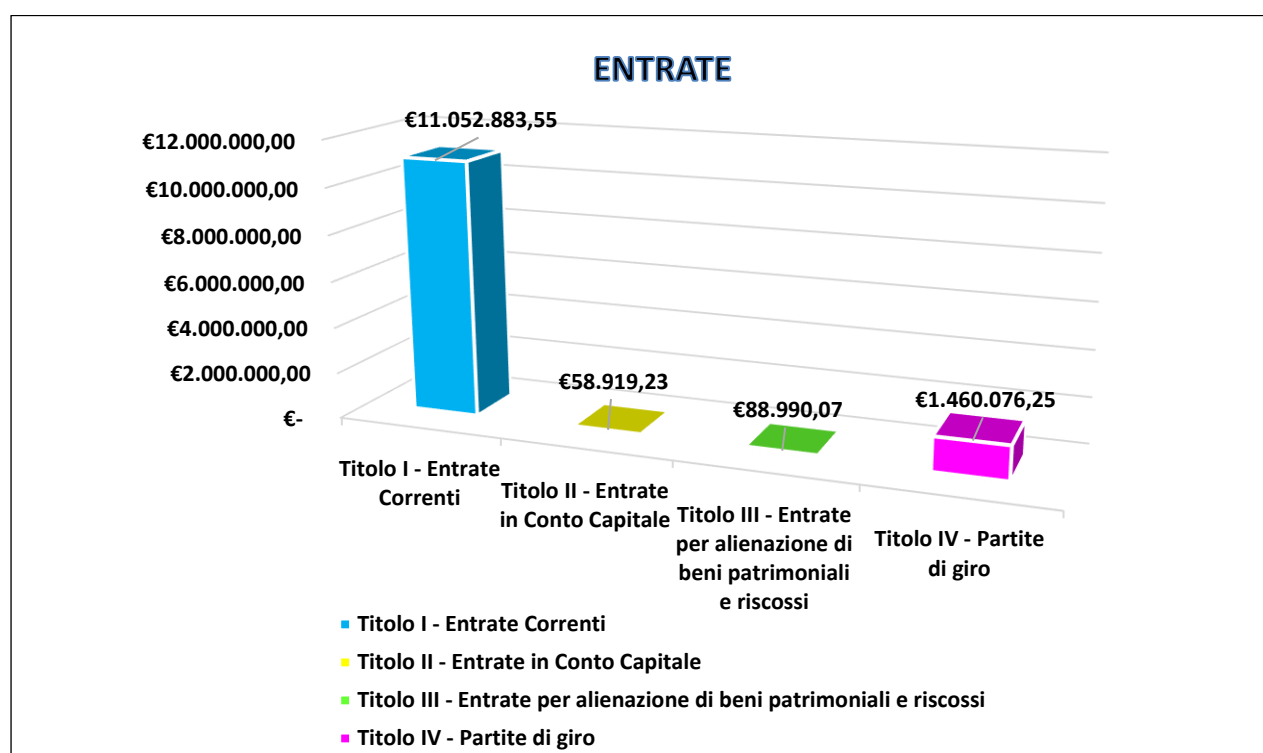 ENTRATE
€11.052.883,55
€12.000.000,00
€10.000.000,00
€8.000.000,00
€6.000.000,00
€4.000.000,00
€2.000.000,00
€-
€58.919,23
€88.990,07
€1.460.076,25
Titolo I - Entrate
Correnti
Titolo II - Entrate
in Conto Capitale
Titolo III - Entrate
per alienazione di
beni patrimoniali
e riscossi
Titolo IV - Partite
di giro
Titolo I - Entrate Correnti
Titolo II - Entrate in Conto Capitale
Titolo III - Entrate per alienazione di beni patrimoniali e riscossi
Titolo IV - Partite di giro